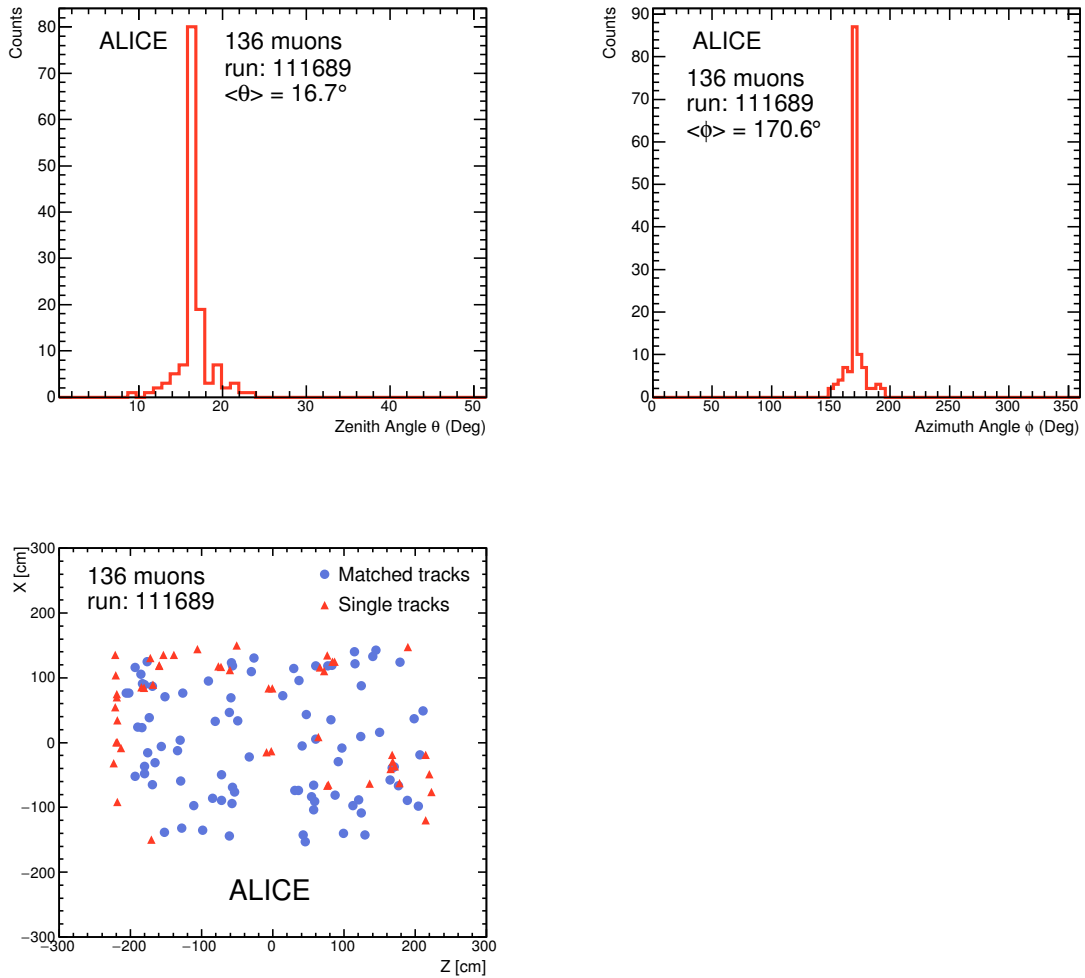 Counts
80
70
60
50
40
30
20
10
0
ALICE
136 muons
run: 111689
<θ> = 16.7°
10 20 30 40 50
Zenith Angle θ (Deg)
Counts
90
80
70
60
50
40
30
20
10
0
ALICE
136 muons
run: 111689
<ϕ> = 170.6°
0 50 100 150 200 250 300 350
Azimuth Angle ϕ (Deg)
X [cm]
300
200
100
0
−100
−200
−300
136 muons
run: 111689
Matched tracks
Single tracks
ALICE
−300 −200 −100 0 100 200 300
Z [cm]